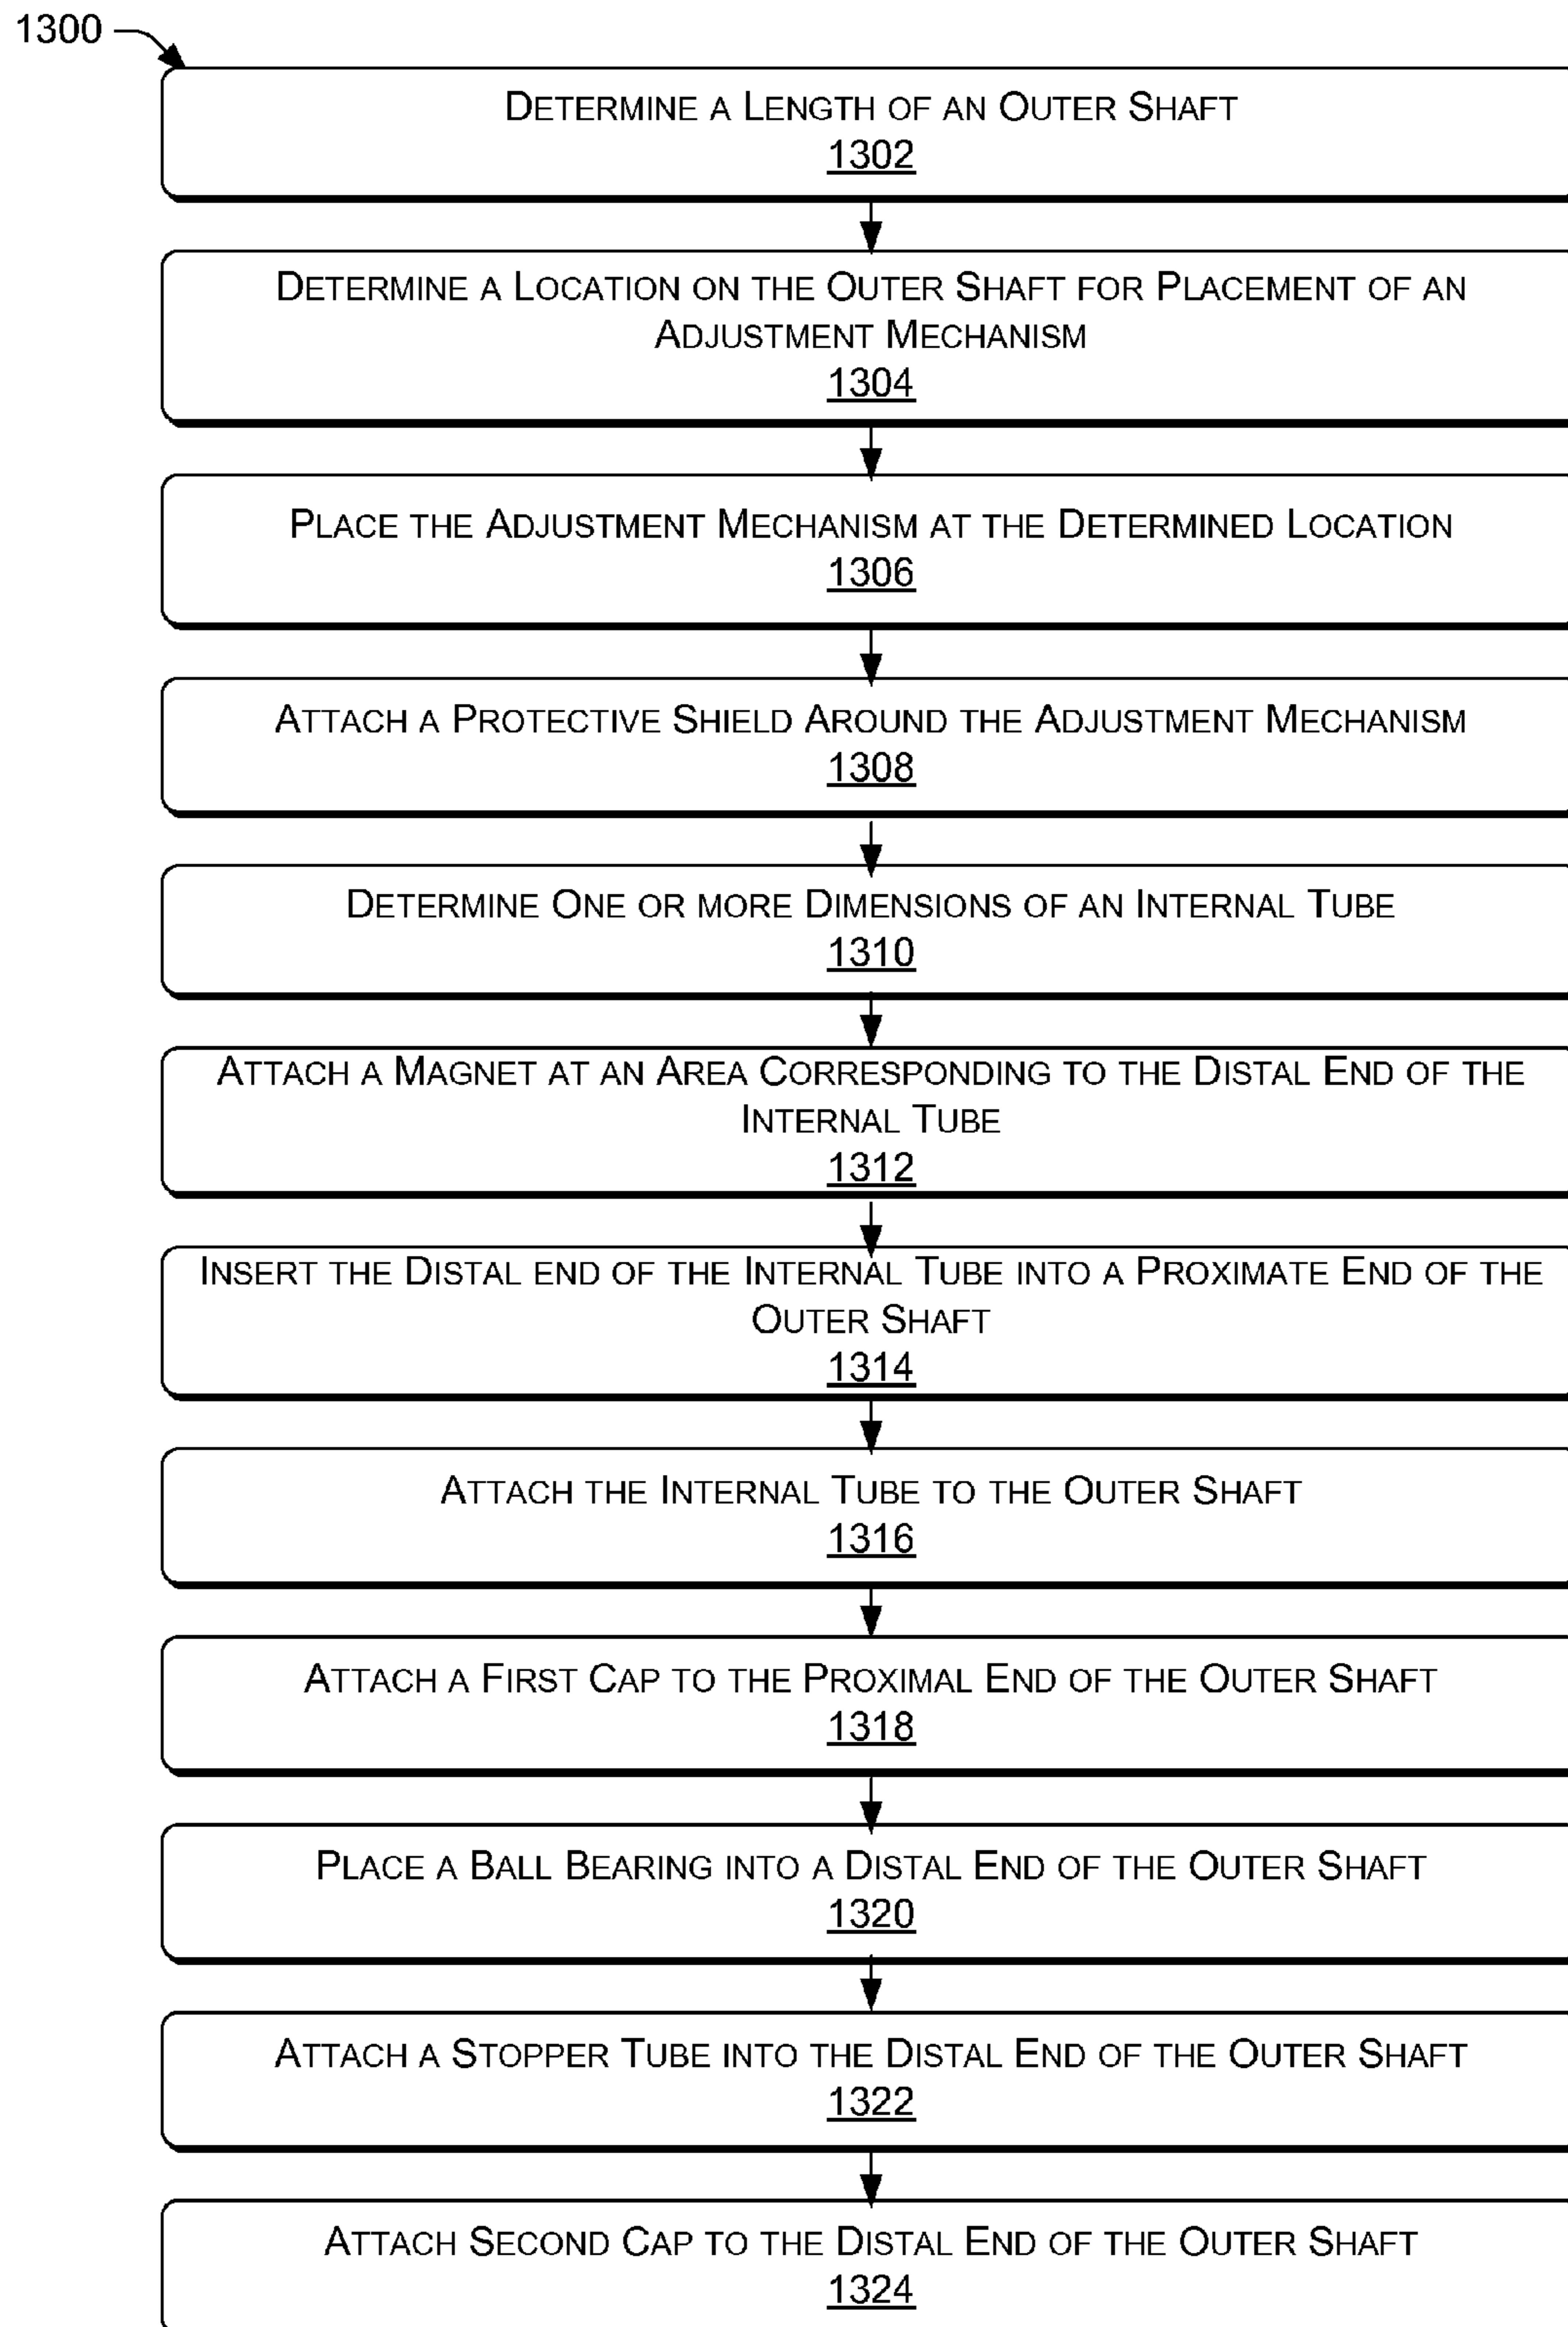 1300
DETERMINE A LENGTH OF AN OUTER SHAFT
1302
DETERMINE A LOCATION ON THE OUTER SHAFT FOR PLACEMENT OF AN
ADJUSTMENT MECHANISM
1304
PLACE THE ADJUSTMENT MECHANISM AT THE DETERMINED LOCATION
1306
ATTACH A PROTECTIVE SHIELD AROUND THE ADJUSTMENT MECHANISM
1308
DETERMINE ONE OR MORE DIMENSIONS OF AN INTERNAL TUBE
1310
ATTACH A MAGNET AT AN AREA CORRESPONDING TO THE DISTAL END OF THE
INTERNAL TUBE
1312
INSERT THE DISTAL END OF THE INTERNAL TUBE INTO A PROXIMATE END OF THE
OUTER SHAFT
1314
ATTACH THE INTERNAL TUBE TO THE OUTER SHAFT
1316
ATTACH A FIRST CAP TO THE PROXIMAL END OF THE OUTER SHAFT
1318
PLACE A BALL BEARING INTO A DISTAL END OF THE OUTER SHAFT
1320
ATTACH A STOPPER TUBE INTO THE DISTAL END OF THE OUTER SHAFT
1322
ATTACH SECOND CAP TO THE DISTAL END OF THE OUTER SHAFT
1324